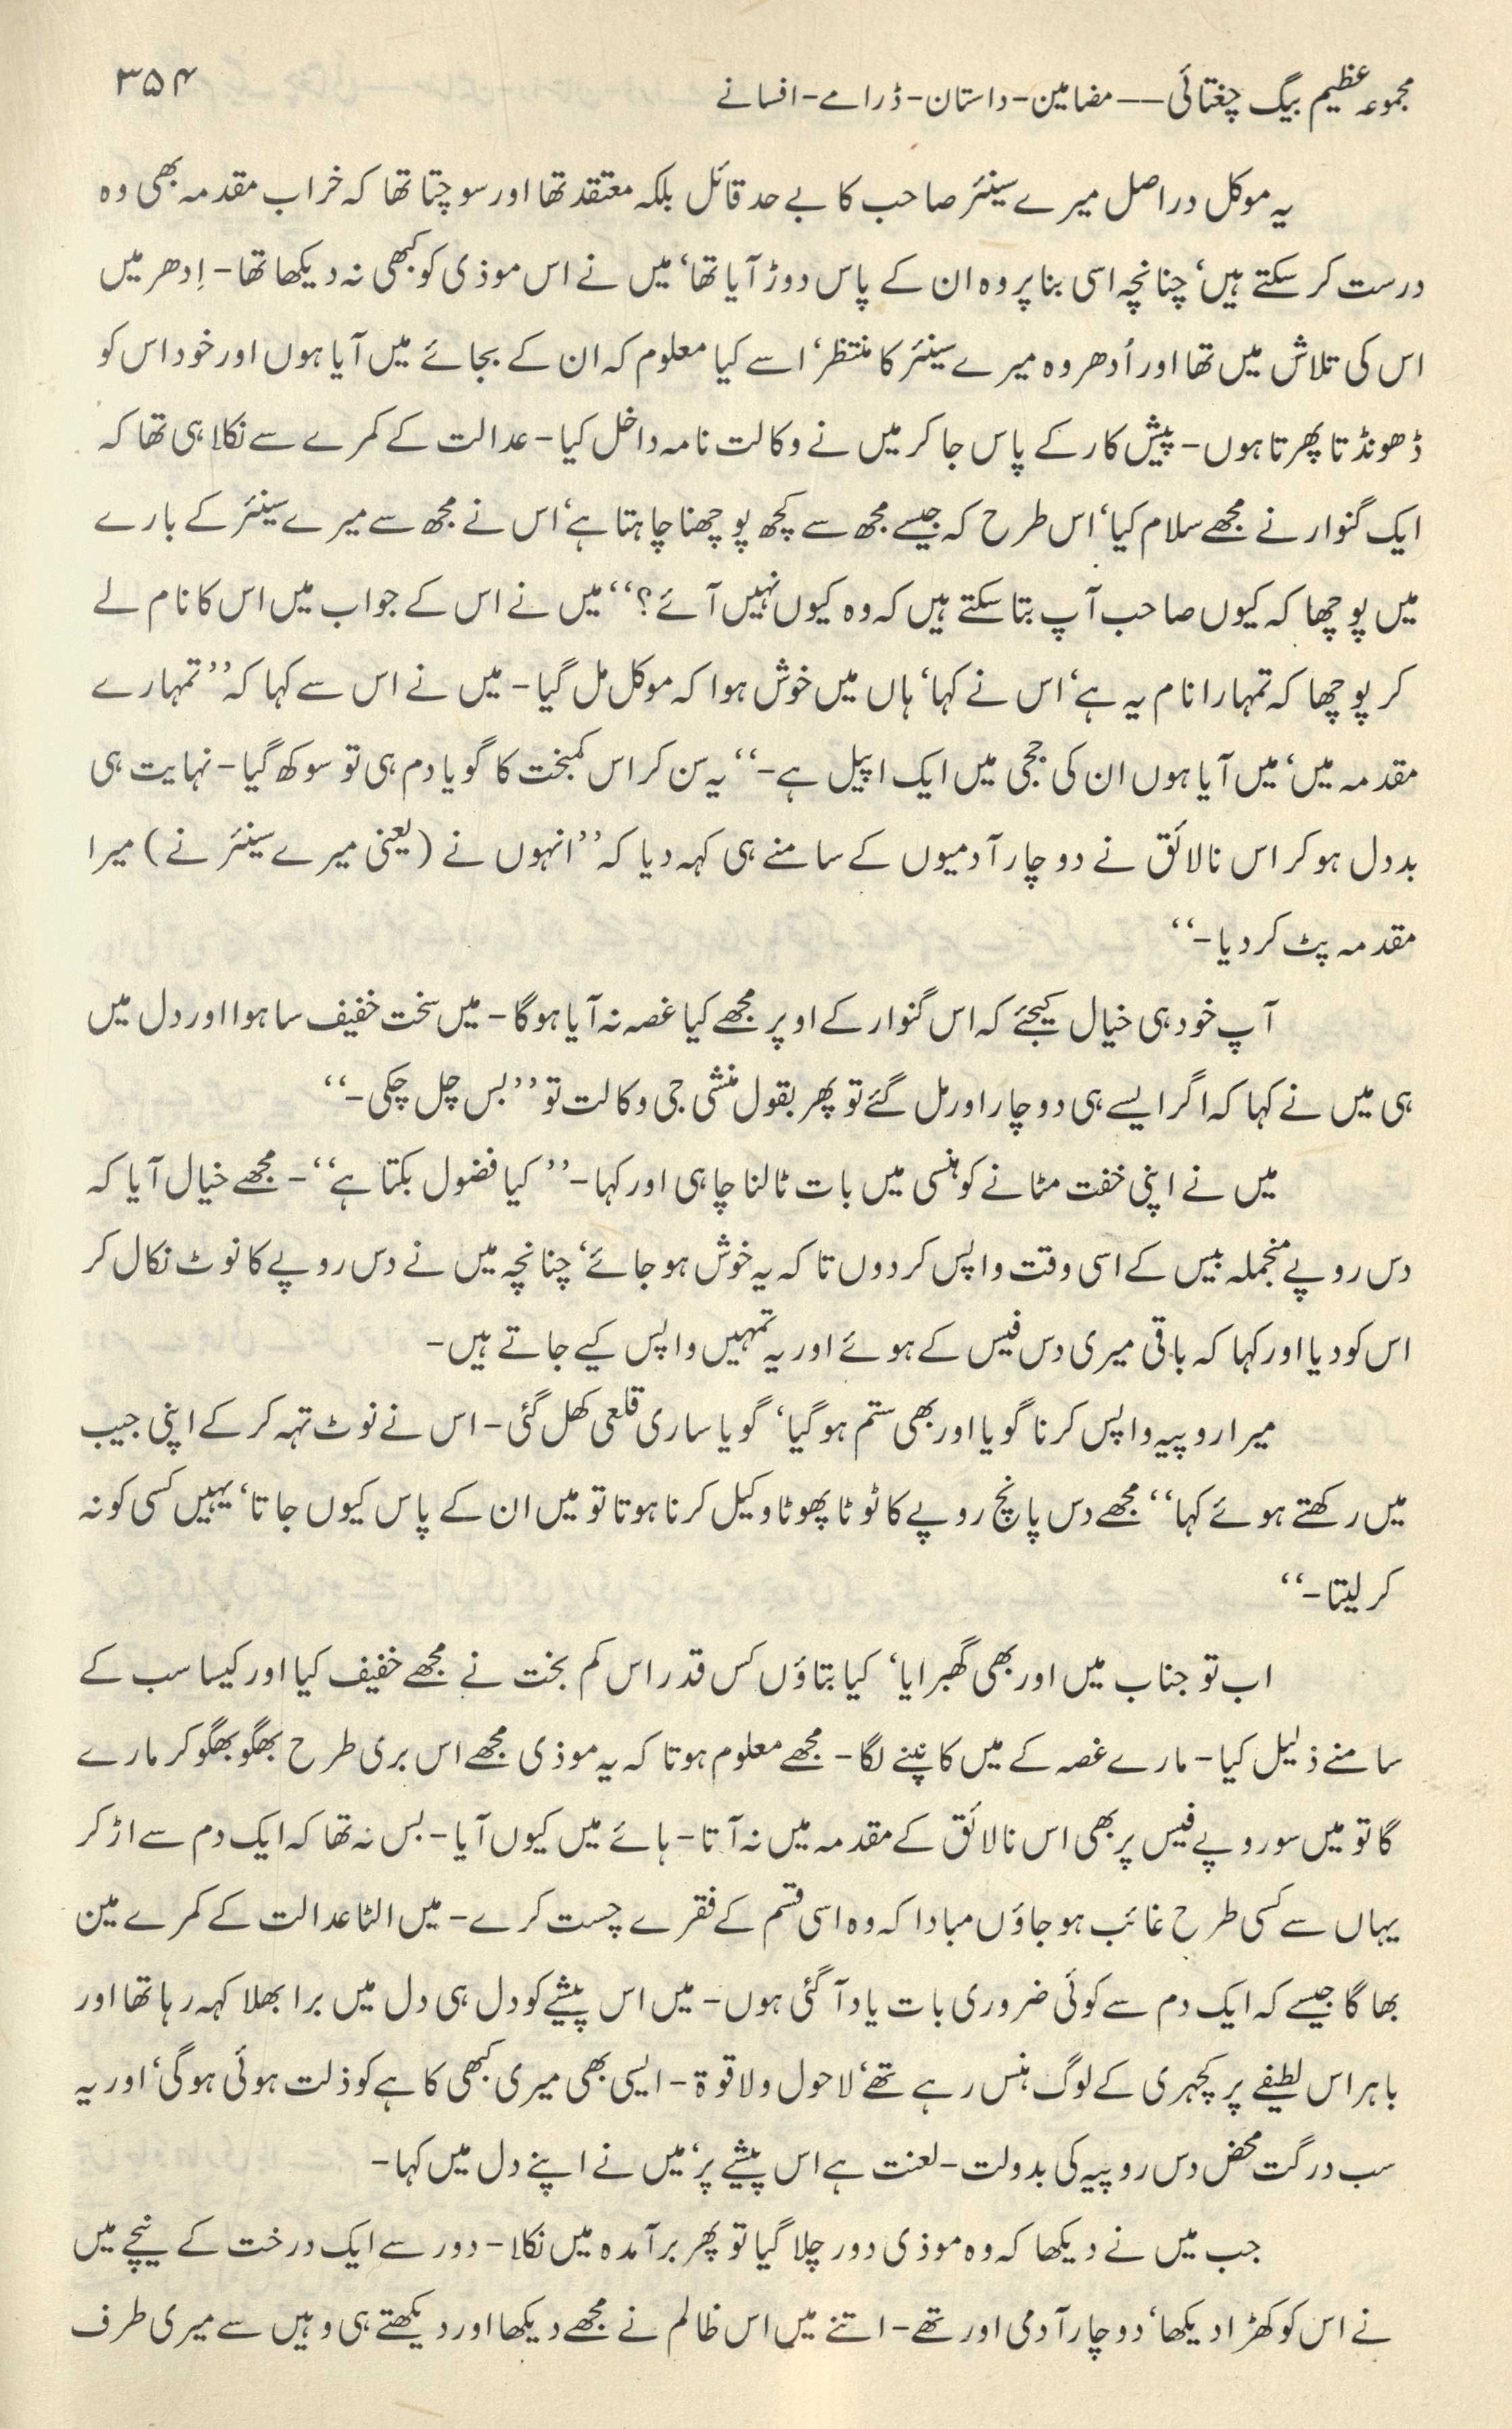 مجموعہ عظیم بیگ چغتائی —— مضامین - داستان - ڈرامے - افسانے ۳۵۴
یہ موکل دراصل میرے سینئر صاحب کا بے حد قائل بلکہ معتقد تھا اور سوچتا تھا کہ خراب مقدمہ بھی وہ
درست کر سکتے ہیں‘ چنانچہ اسی بنا پر وہ ان کے پاس دوڑ آیا تھا‘ میں نے اس موذی کو کبھی نہ دیکھا تھا - اِدھر میں
اس کی تلاش میں تھا اور اُدھر وہ میرے سینئر کا منتظر‘ اسے کیا معلوم کہ ان کے بجائے میں آیا ہوں اور خود اس کو
ڈھونڈتا پھرتا ہوں - پیش کار کے پاس جا کر میں نے وکالت نامہ داخل کیا - عدالت کے کمرے سے نکلا ہی تھا کہ
ایک گنوار نے مجھے سلام کیا‘ اس طرح کہ جیسے مجھ سے کچھ پوچھنا چاہتا ہے‘ اس نے مجھ سے میرے سینئر کے بارے
میں پوچھا کہ کیوں صاحب آپ بتا سکتے ہیں کہ وہ کیوں نہیں آئے؟‘‘ میں نے اس کے جواب میں اس کا نام لے
کر پوچھا کہ تمہارا نام یہ ہے‘ اس نے کہا‘ ہاں میں خوش ہوا کہ موکل مل گیا - میں نے اس سے کہا کہ ’’تمہارے
مقدمہ میں‘ میں آیا ہوں ان کی ججی میں ایک اپیل ہے -‘‘ یہ سن کر اس کمبخت کا گویا دم ہی تو سوکھ گیا - نہایت ہی
بددل ہو کر اس نالائق نے دو چار آدمیوں کے سامنے ہی کہہ دیا کہ ’’انہوں نے (یعنی میرے سینئر نے) میرا
مقدمہ پٹ کر دیا -‘‘
آپ خود ہی خیال کیجئے کہ اس گنوار کے اوپر مجھے کیا غصہ نہ آیا ہوگا - میں سخت خفیف سا ہوا اور دل میں
ہی میں نے کہا کہ اگر ایسے ہی دو چار اور مل گئے تو پھر بقول منشی جی وکالت تو ’’بس چل چکی -‘‘
میں نے اپنی خفت مٹانے کو ہنسی میں بات ٹالنا چاہی اور کہا - ’’کیا فضول بکتا ہے‘‘ - مجھے خیال آیا کہ
دس روپے منجملہ بیس کے اسی وقت واپس کر دوں تا کہ یہ خوش ہو جائے‘ چنانچہ میں نے دس روپے کا نوٹ نکال کر
اس کو دیا اور کہا کہ باقی میری دس فیس کے ہوئے اور یہ تمہیں واپس کیے جاتے ہیں -
میرا روپیہ واپس کرنا گویا اور بھی ستم ہو گیا‘ گویا ساری قلعی کھل گئی - اس نے نوٹ تہہ کر کے اپنی جیب
میں رکھتے ہوئے کہا‘‘ مجھے دس پانچ روپے کا ٹوٹا پھوٹا وکیل کرنا ہوتا تو میں ان کے پاس کیوں جاتا‘ یہیں کسی کو نہ
کر لیتا -‘‘
اب تو جناب میں اور بھی گھبرایا‘ کیا بتاؤں کس قدر اس کم بخت نے مجھے خفیف کیا اور کیسا سب کے
سامنے ذلیل کیا - مارے غصہ کے میں کانپنے لگا - مجھے معلوم ہوتا کہ یہ موذی مجھے اس بری طرح بھگو بھگو کر مارے
گا تو میں سو روپے فیس پر بھی اس نالائق کے مقدمہ میں نہ آتا - ہائے میں کیوں آیا - بس نہ تھا کہ ایک دم سے اڑ کر
یہاں سے کسی طرح غائب ہو جاؤں مبادا کہ وہ اسی قسم کے فقرے چست کرے - میں الٹا عدالت کے کمرے مین
بھاگا جیسے کہ ایک دم سے کوئی ضروری بات یاد آ گئی ہوں - میں اس پیشے کو دل ہی دل میں برا بھلا کہہ رہا تھا اور
باہر اس لطیفے پر کچہری کے لوگ ہنس رہے تھے‘ لاحول ولا قوۃ - ایسی بھی میری کبھی کاہے کو ذلت ہوئی ہوگی‘ اور یہ
سب درگت محض دس روپیہ کی بدولت - لعنت ہے اس پیشے پر‘ میں نے اپنے دل میں کہا -
جب میں نے دیکھا کہ وہ موذی دور چلا گیا تو پھر برآمدہ میں نکلا - دور سے ایک درخت کے نیچے میں
نے اس کو کھڑا دیکھا‘ دو چار آدمی اور تھے - اتنے میں اس ظالم نے مجھے دیکھا اور دیکھتے ہی وہیں سے میری طرف